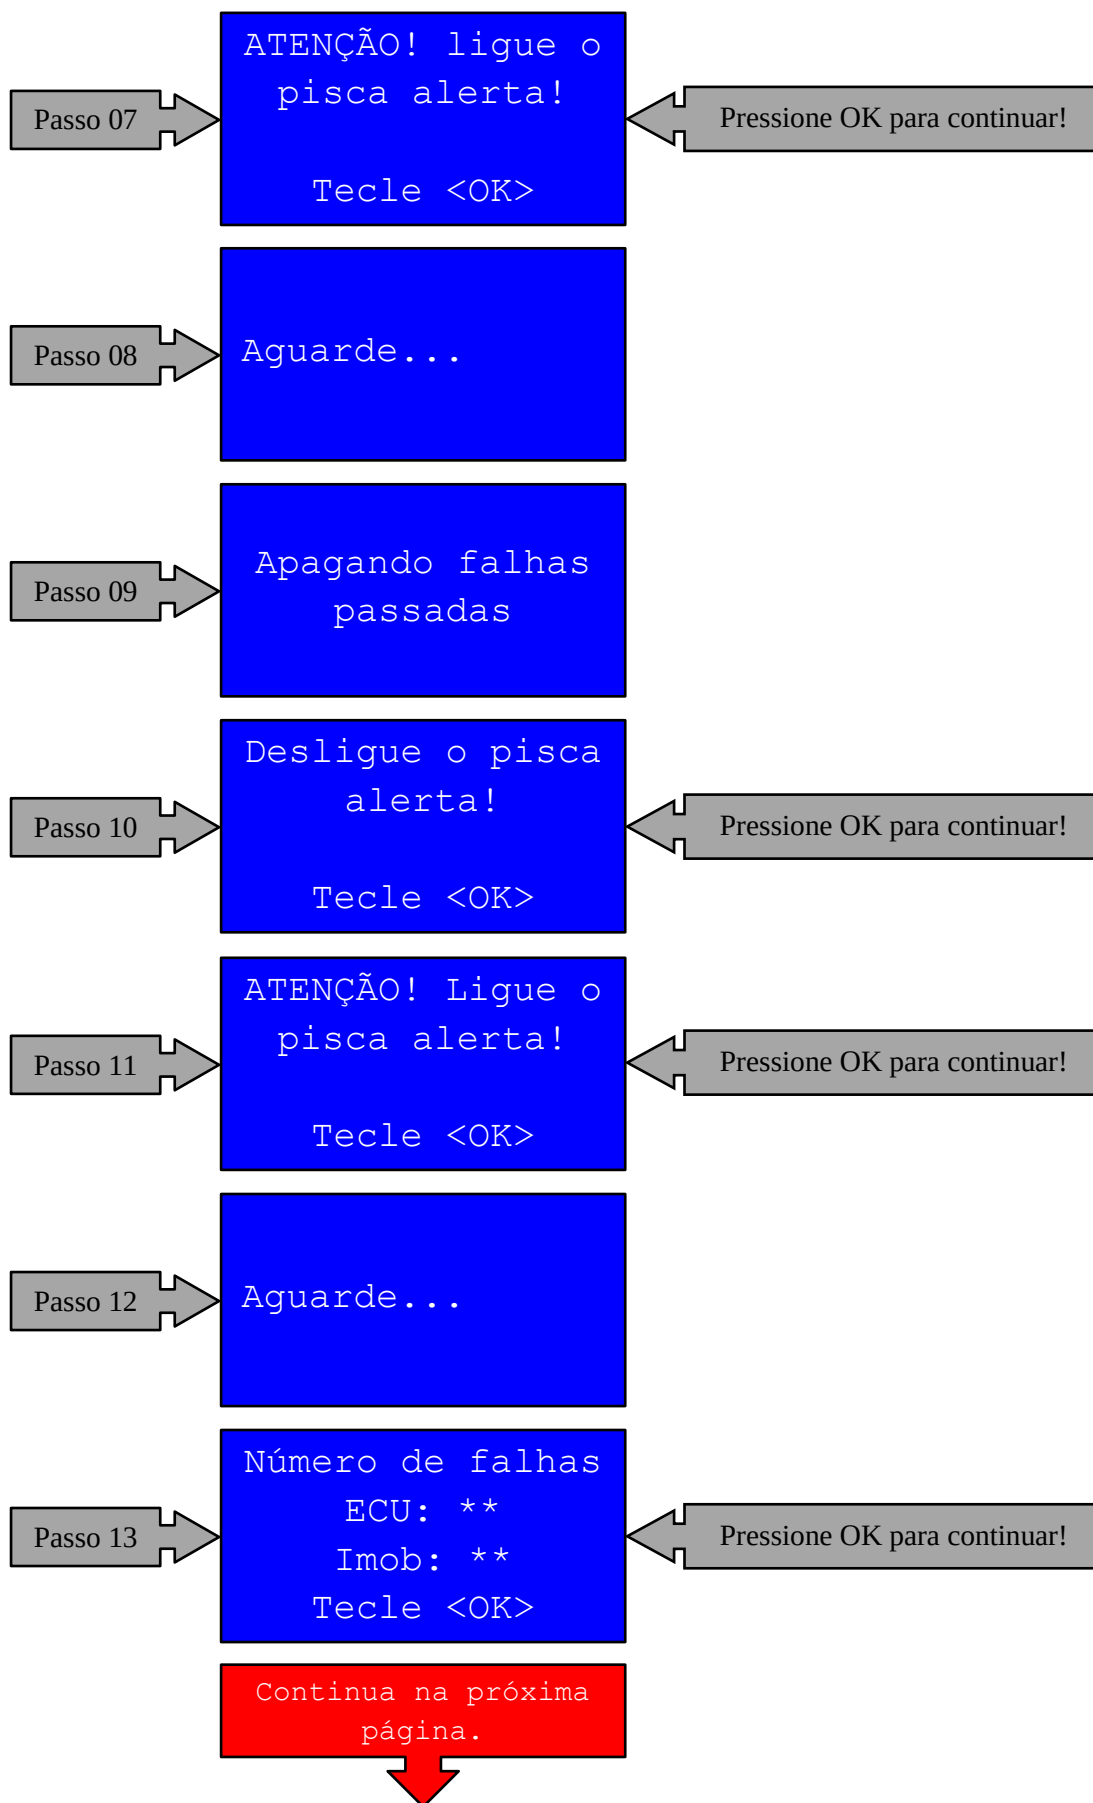 ATENÇÃO! ligue o
pisca alerta!
Tecle <OK>
Passo 07
Pressione OK para continuar!
Passo 08
Aguarde...
Passo 09
Apagando falhas
passadas
Desligue o pisca
alerta!
Tecle <OK>
Passo 10
Pressione OK para continuar!
ATENÇÃO! Ligue o
pisca alerta!
Tecle <OK>
Passo 11
Pressione OK para continuar!
Passo 12
Aguarde...
Número de falhas
ECU: **
Imob: **
Tecle <OK>
Passo 13
Pressione OK para continuar!
Continua na próxima
página.